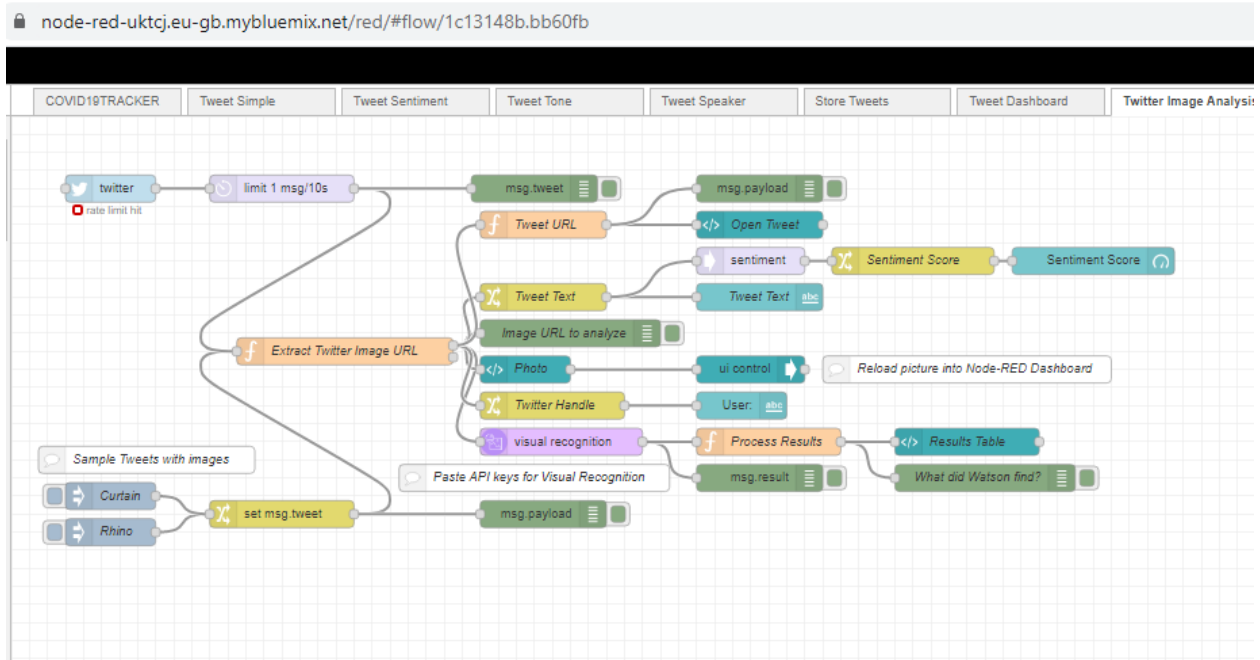 node-red-uktcj.eu-gb.mybluemix.net/red/#flow/1c13148b.bb60fb
COVID19TRACKER
Tweet Simple
Tweet Sentiment
Tweet Tone
Tweet Speaker
Store Tweets
Tweet Dashboard
Twitter Image Analysis
twitter
rate limit hit
limit 1 msg/10s
msg.tweet
msg.payload
Tweet URL
Open Tweet
sentiment
Sentiment Score
Sentiment Score
Tweet Text
Tweet Text
abc
Image URL to analyze
Extract Twitter Image URL
Photo
ui control
Reload picture into Node-RED Dashboard
Twitter Handle
User:
abc
visual recognition
Process Results
Results Table
Sample Tweets with images
Paste API keys for Visual Recognition
msg.result
What did Watson find?
Curtain
set msg.tweet
msg.payload
Rhino